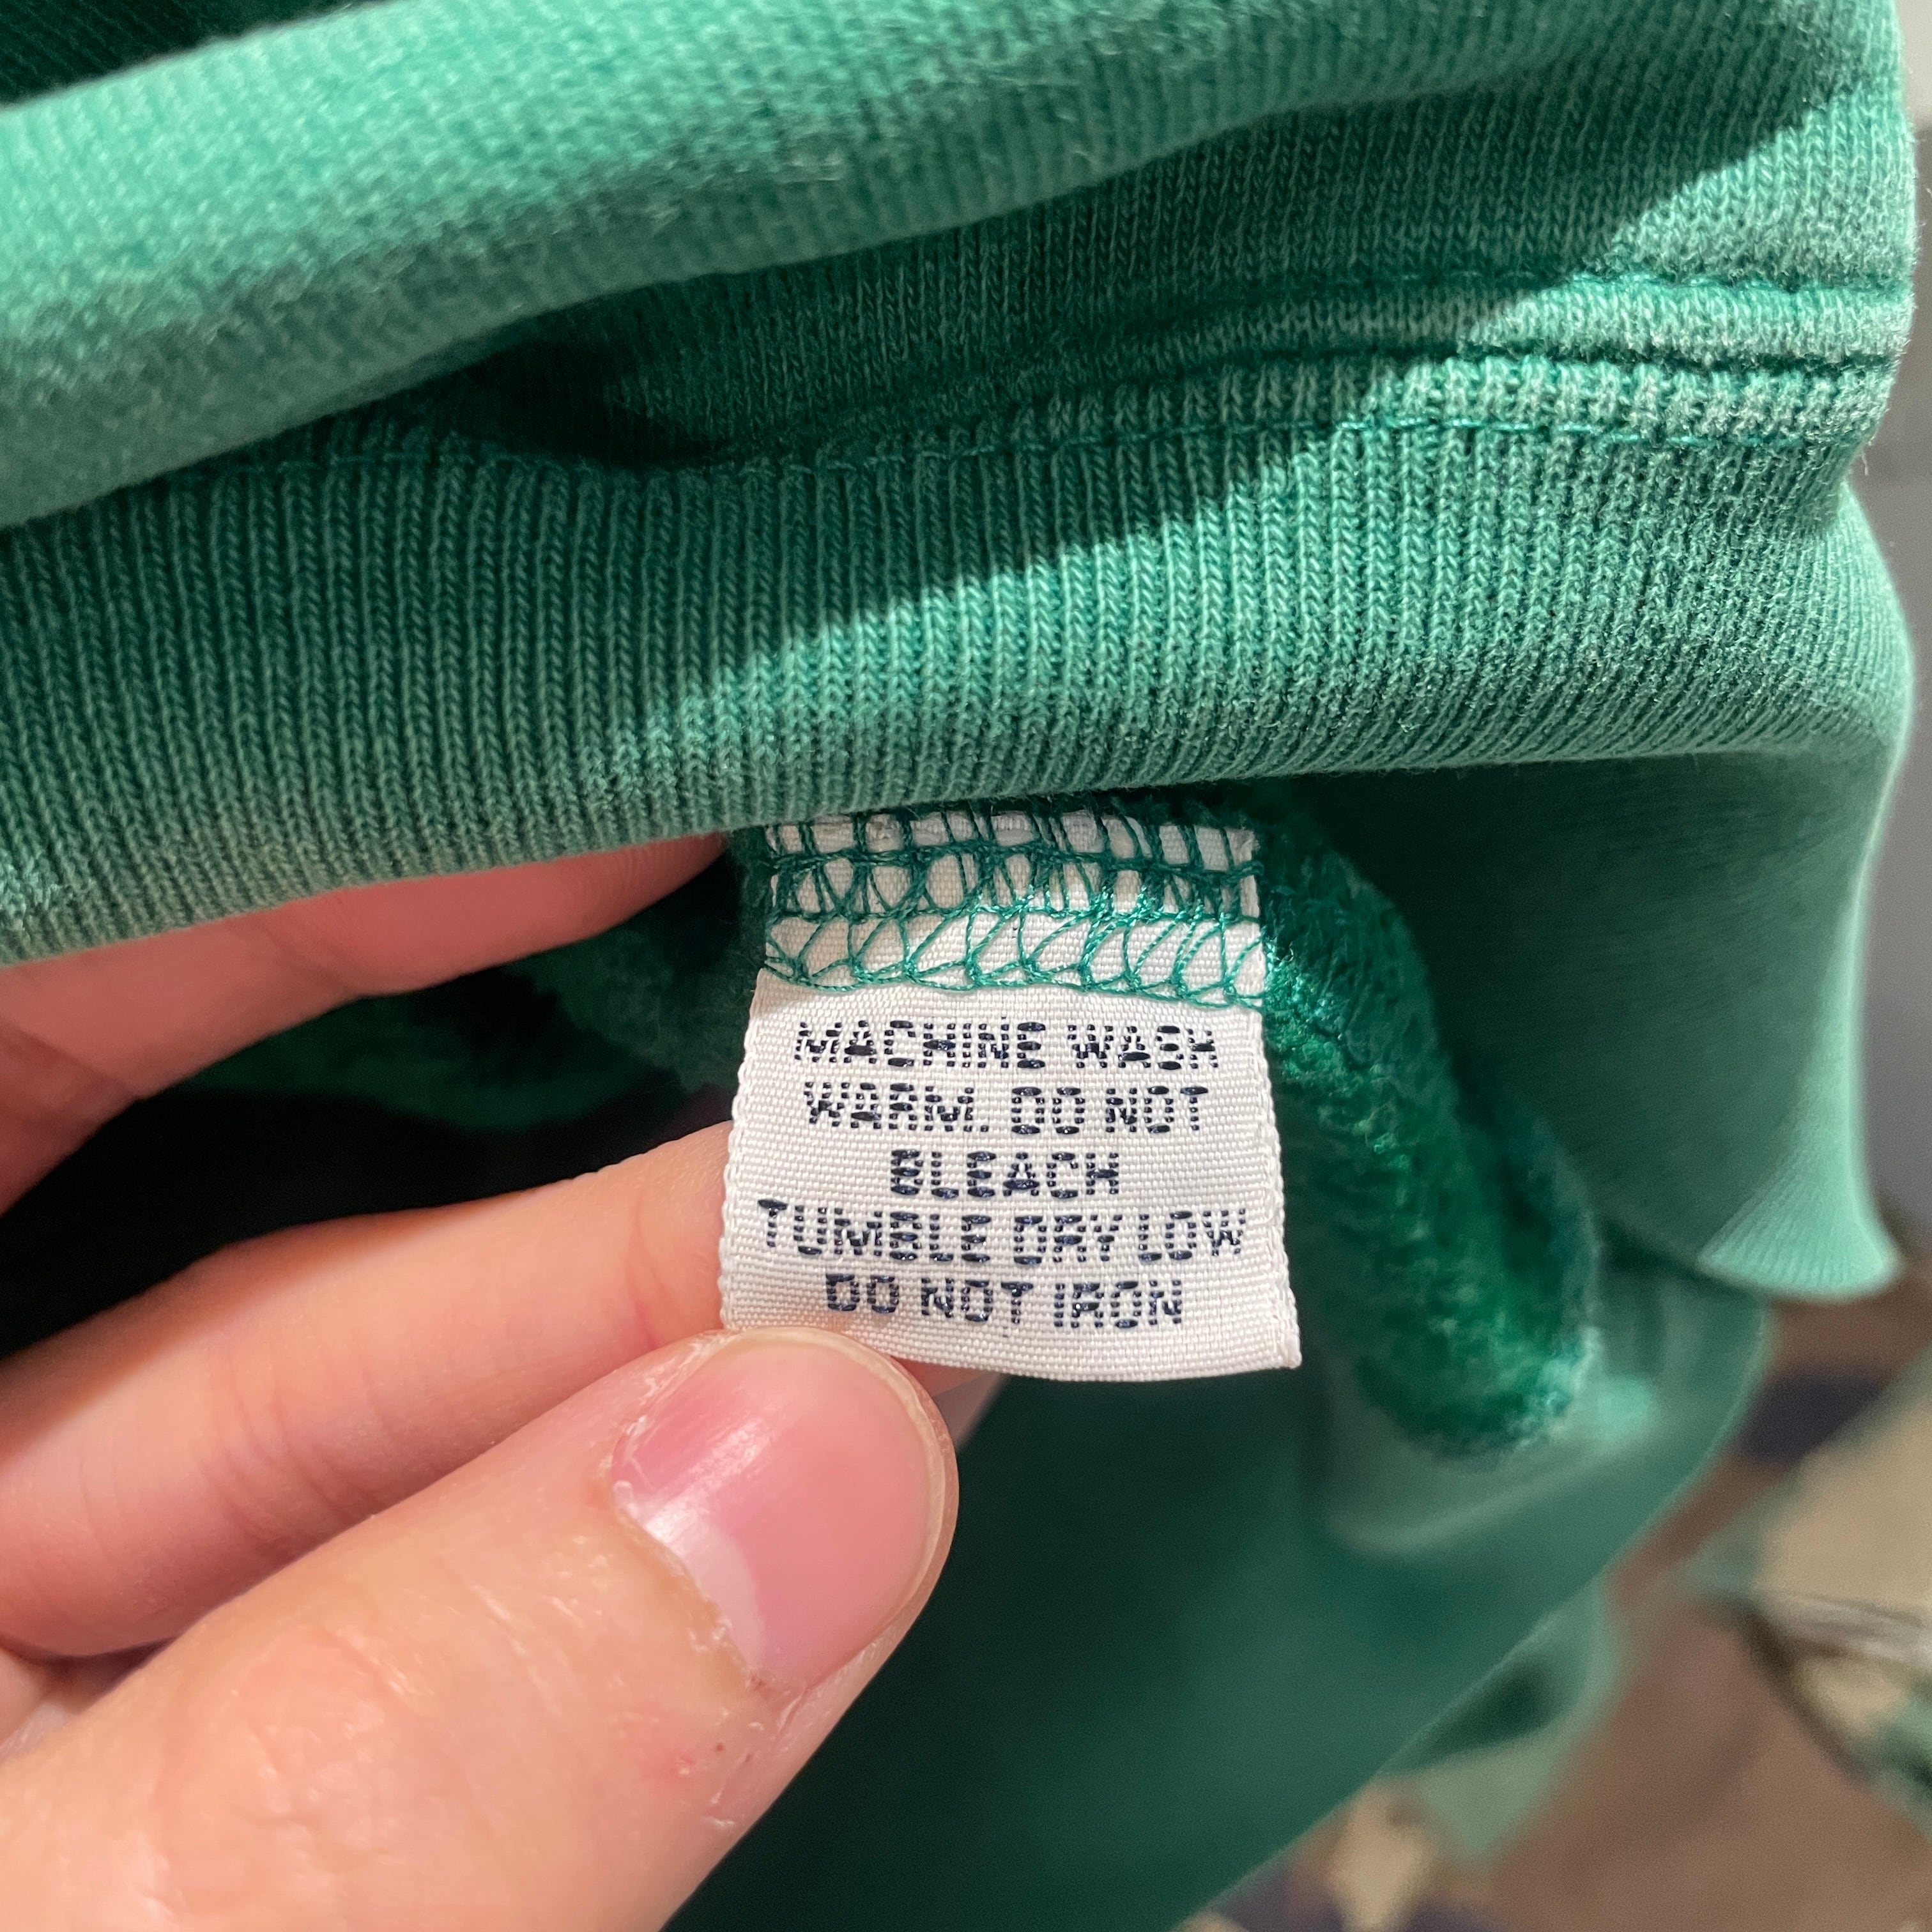 MACHINE WASH
WARM. DO NOT
BLEACH
TUMBLE DRY LOW
DO NOT IRON